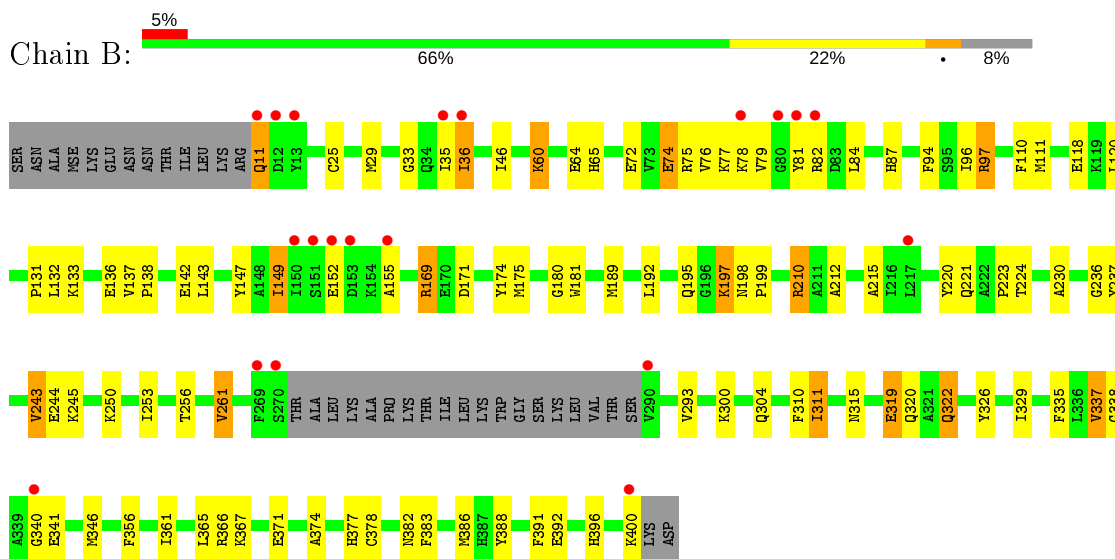 5%
Chain B:
66% 22% • 8%
SER ASN ALA MSE LYS GLU ASN ASN THR ILE LEU LYS ARG Q11 D12 Y13 C25 M29 G33 Q34 I35 I36 I46 K60 E64 H65 E72 V73 E74 R75 V76 K77 K78 V79 G80 Y81 R82 D83 L84 H87 F94 S95 I96 R97 F110 M111 E118 K119 L120
P131 L132 K133 E136 V137 P138 E142 L143 Y147 A148 I149 I150 S151 E152 D153 K154 A155 R169 E170 D171 Y174 M175 G180 W181 M189 L192 Q195 G196 K197 N198 P199 R210 A211 A212 A215 I216 L217 Y220 Q221 A222 P223 T224 A230 G236 Y237
V243 E244 K245 K250 I253 T256 V261 F269 S270 THR ALA LEU LYS ALA PRO LYS THR ILE LEU LYS TRP GLY SER LYS LEU VAL THR SER V290 V293 K300 Q304 F310 I311 N315 E319 Q320 A321 Q322 Y326 I329 F335 L336 V337 G338
A339 G340 E341 M346 F356 I361 L365 R366 K367 E371 A374 H377 C378 N382 F383 M386 H387 Y388 F391 E392 H396 K400 LYS ASP